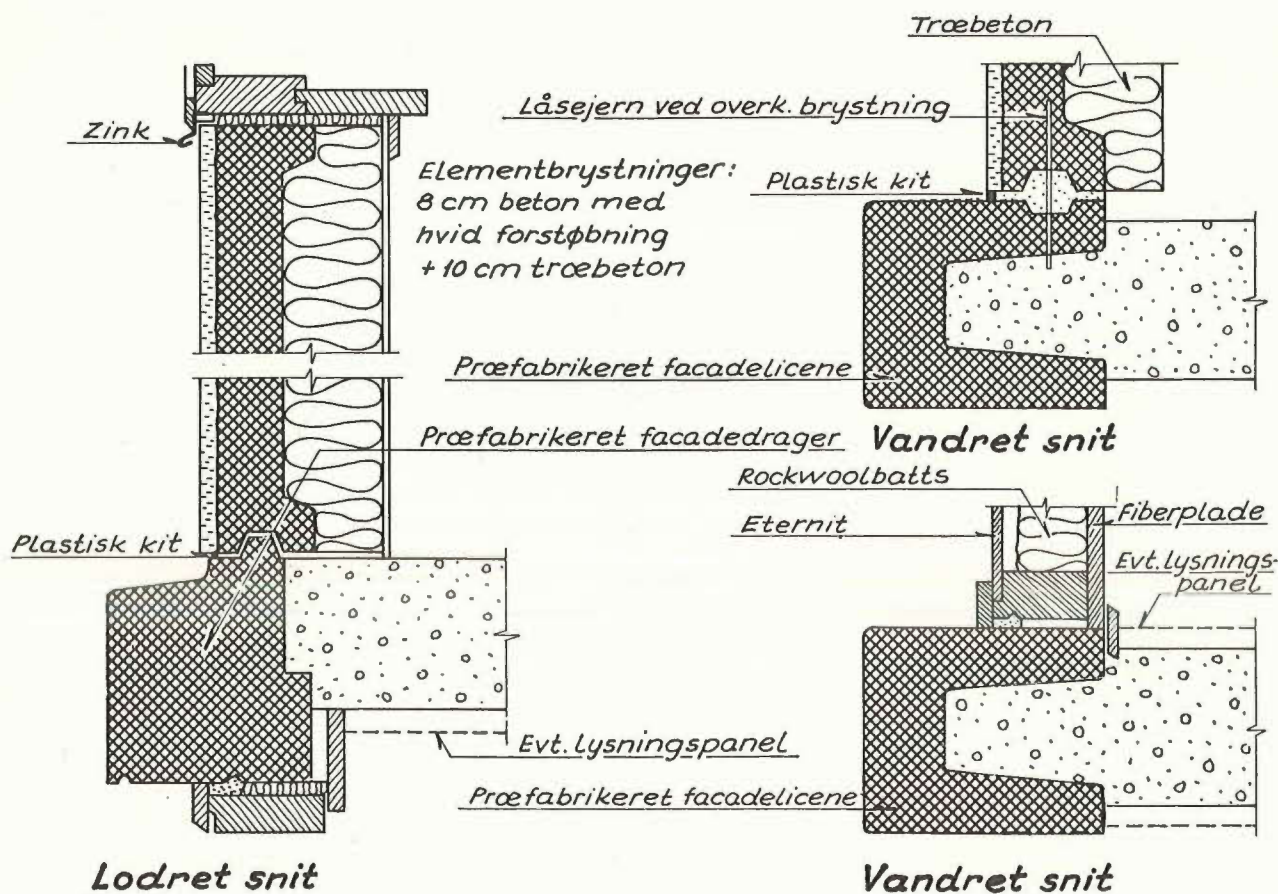 Zink
Elementbrystninger:
8 cm beton med
hvid forstøbning
+ 10 cm træbeton
Præfabrikeret facadedrager
Plastisk kit
Evt. lysningspanel
Lodret snit
Træbeton
Låsejern ved overk. brystning
Plastisk kit
Præfabrikeret facadelicene
Vandret snit
Rockwoolbatts
Eternit
Fiberplade
Evt. lysnings-
panel
Præfabrikeret facadelicene
Vandret snit